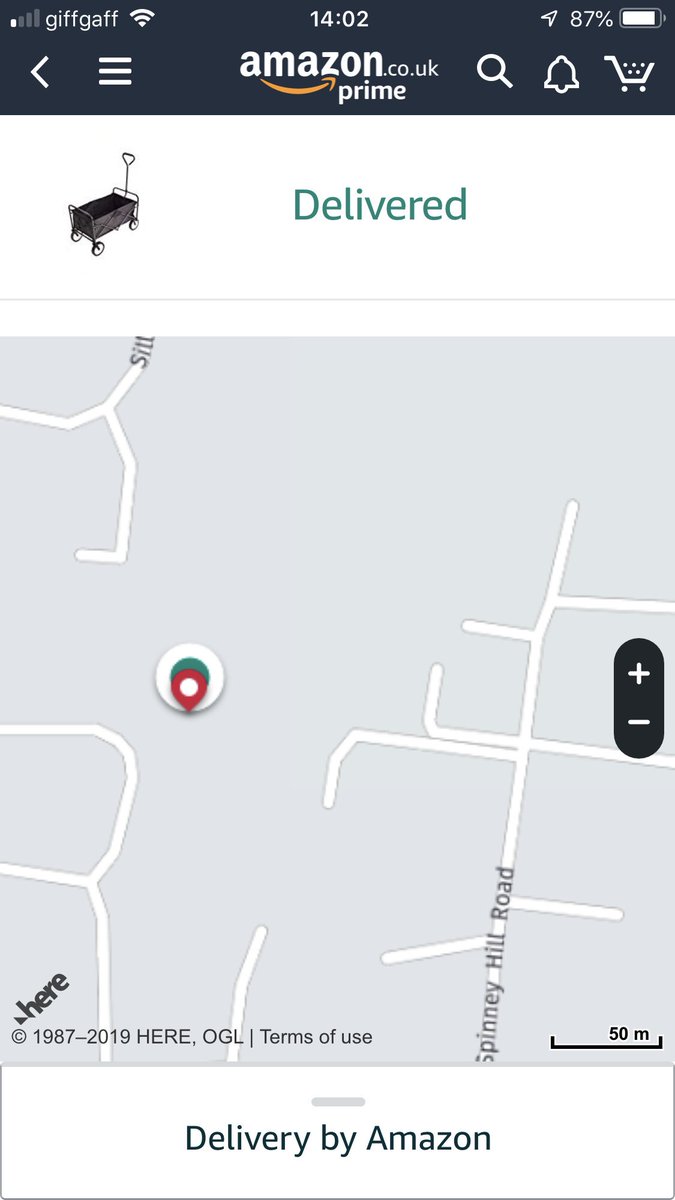 giffgaff 14:02 87%
amazon.co.uk
prime
Delivered
Sill
Spinney Hill Road
+
−
here
© 1987–2019 HERE, OGL | Terms of use
50 m
Delivery by Amazon